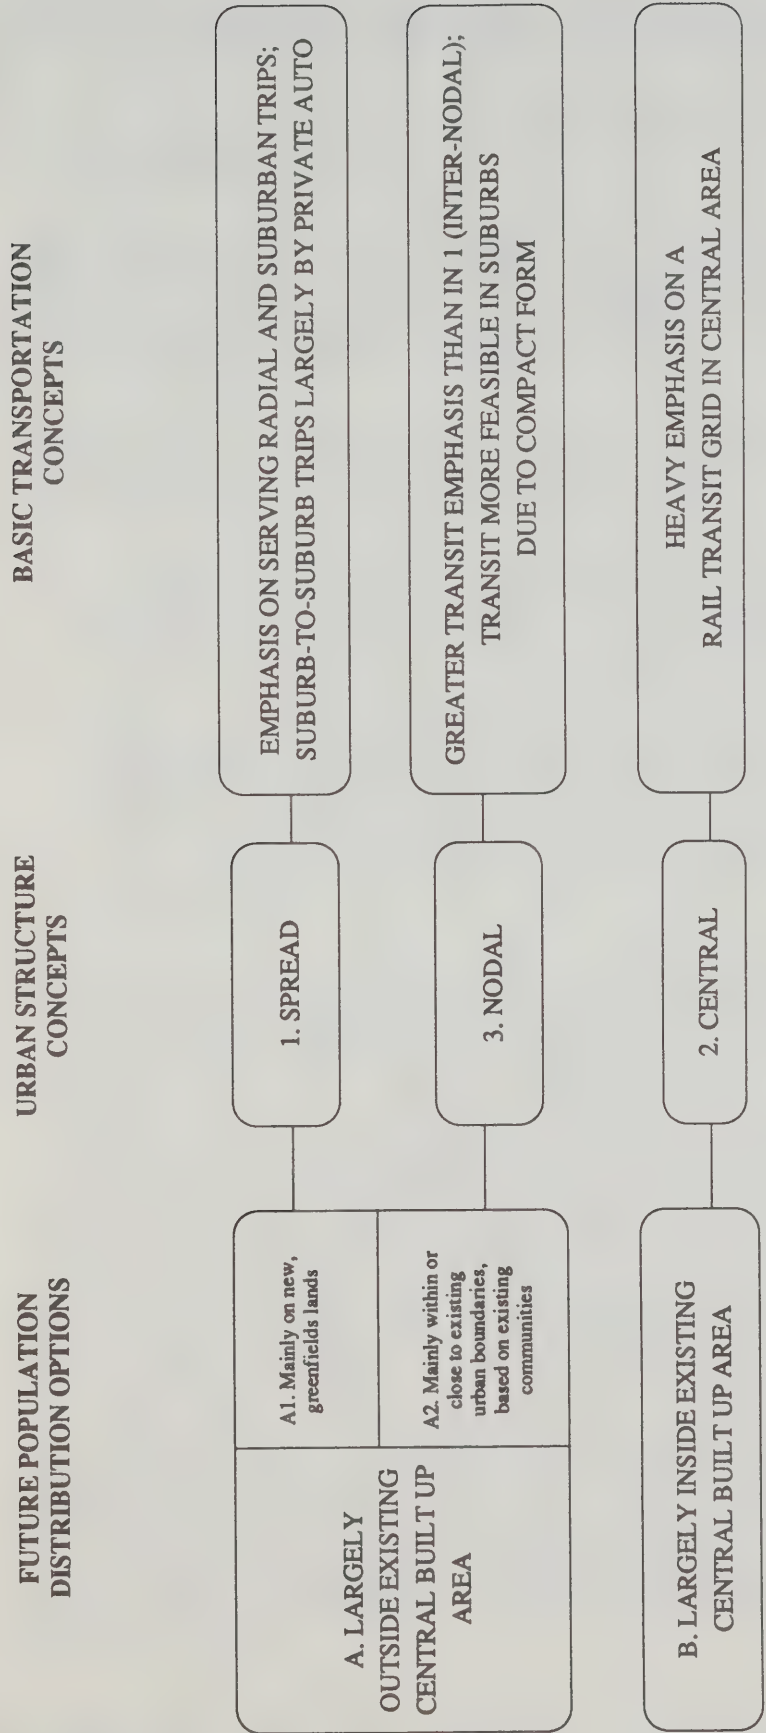 FUTURE POPULATION
DISTRIBUTION OPTIONS
URBAN STRUCTURE
CONCEPTS
BASIC TRANSPORTATION
CONCEPTS
A. LARGELY
OUTSIDE EXISTING
CENTRAL BUILT UP
AREA
A1. Mainly on new,
greenfields lands
1. SPREAD
EMPHASIS ON SERVING RADIAL AND SUBURBAN TRIPS;
SUBURB-TO-SUBURB TRIPS LARGELY BY PRIVATE AUTO
A2. Mainly within or
close to existing
urban boundaries,
based on existing
communities
3. NODAL
GREATER TRANSIT EMPHASIS THAN IN 1 (INTER-NODAL);
TRANSIT MORE FEASIBLE IN SUBURBS
DUE TO COMPACT FORM
B. LARGELY INSIDE EXISTING
CENTRAL BUILT UP AREA
2. CENTRAL
HEAVY EMPHASIS ON A
RAIL TRANSIT GRID IN CENTRAL AREA